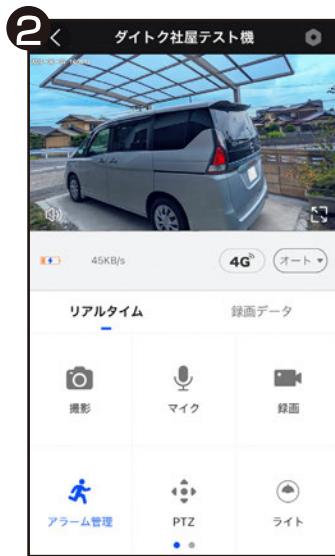 2
ダイトク社屋テスト機
45KB/s
4G
オート
リアルタイム
録画データ
撮影
マイク
録画
アラーム管理
PTZ
ライト